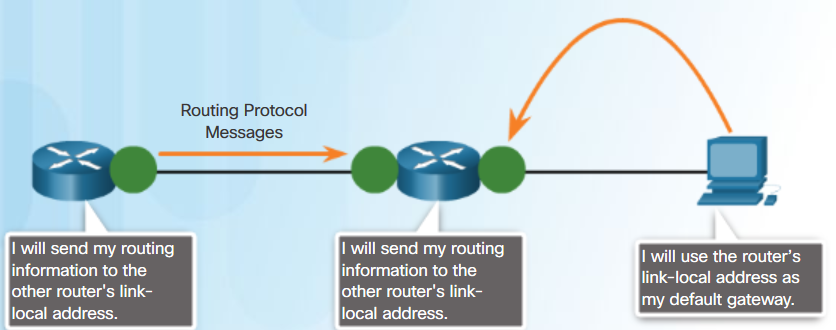 Routing Protocol
Messages
I will send my routing
information to the
other router's link-
local address.
I will send my routing
information to the
other router's link-
local address.
I will use the router's
link-local address as
my default gateway.